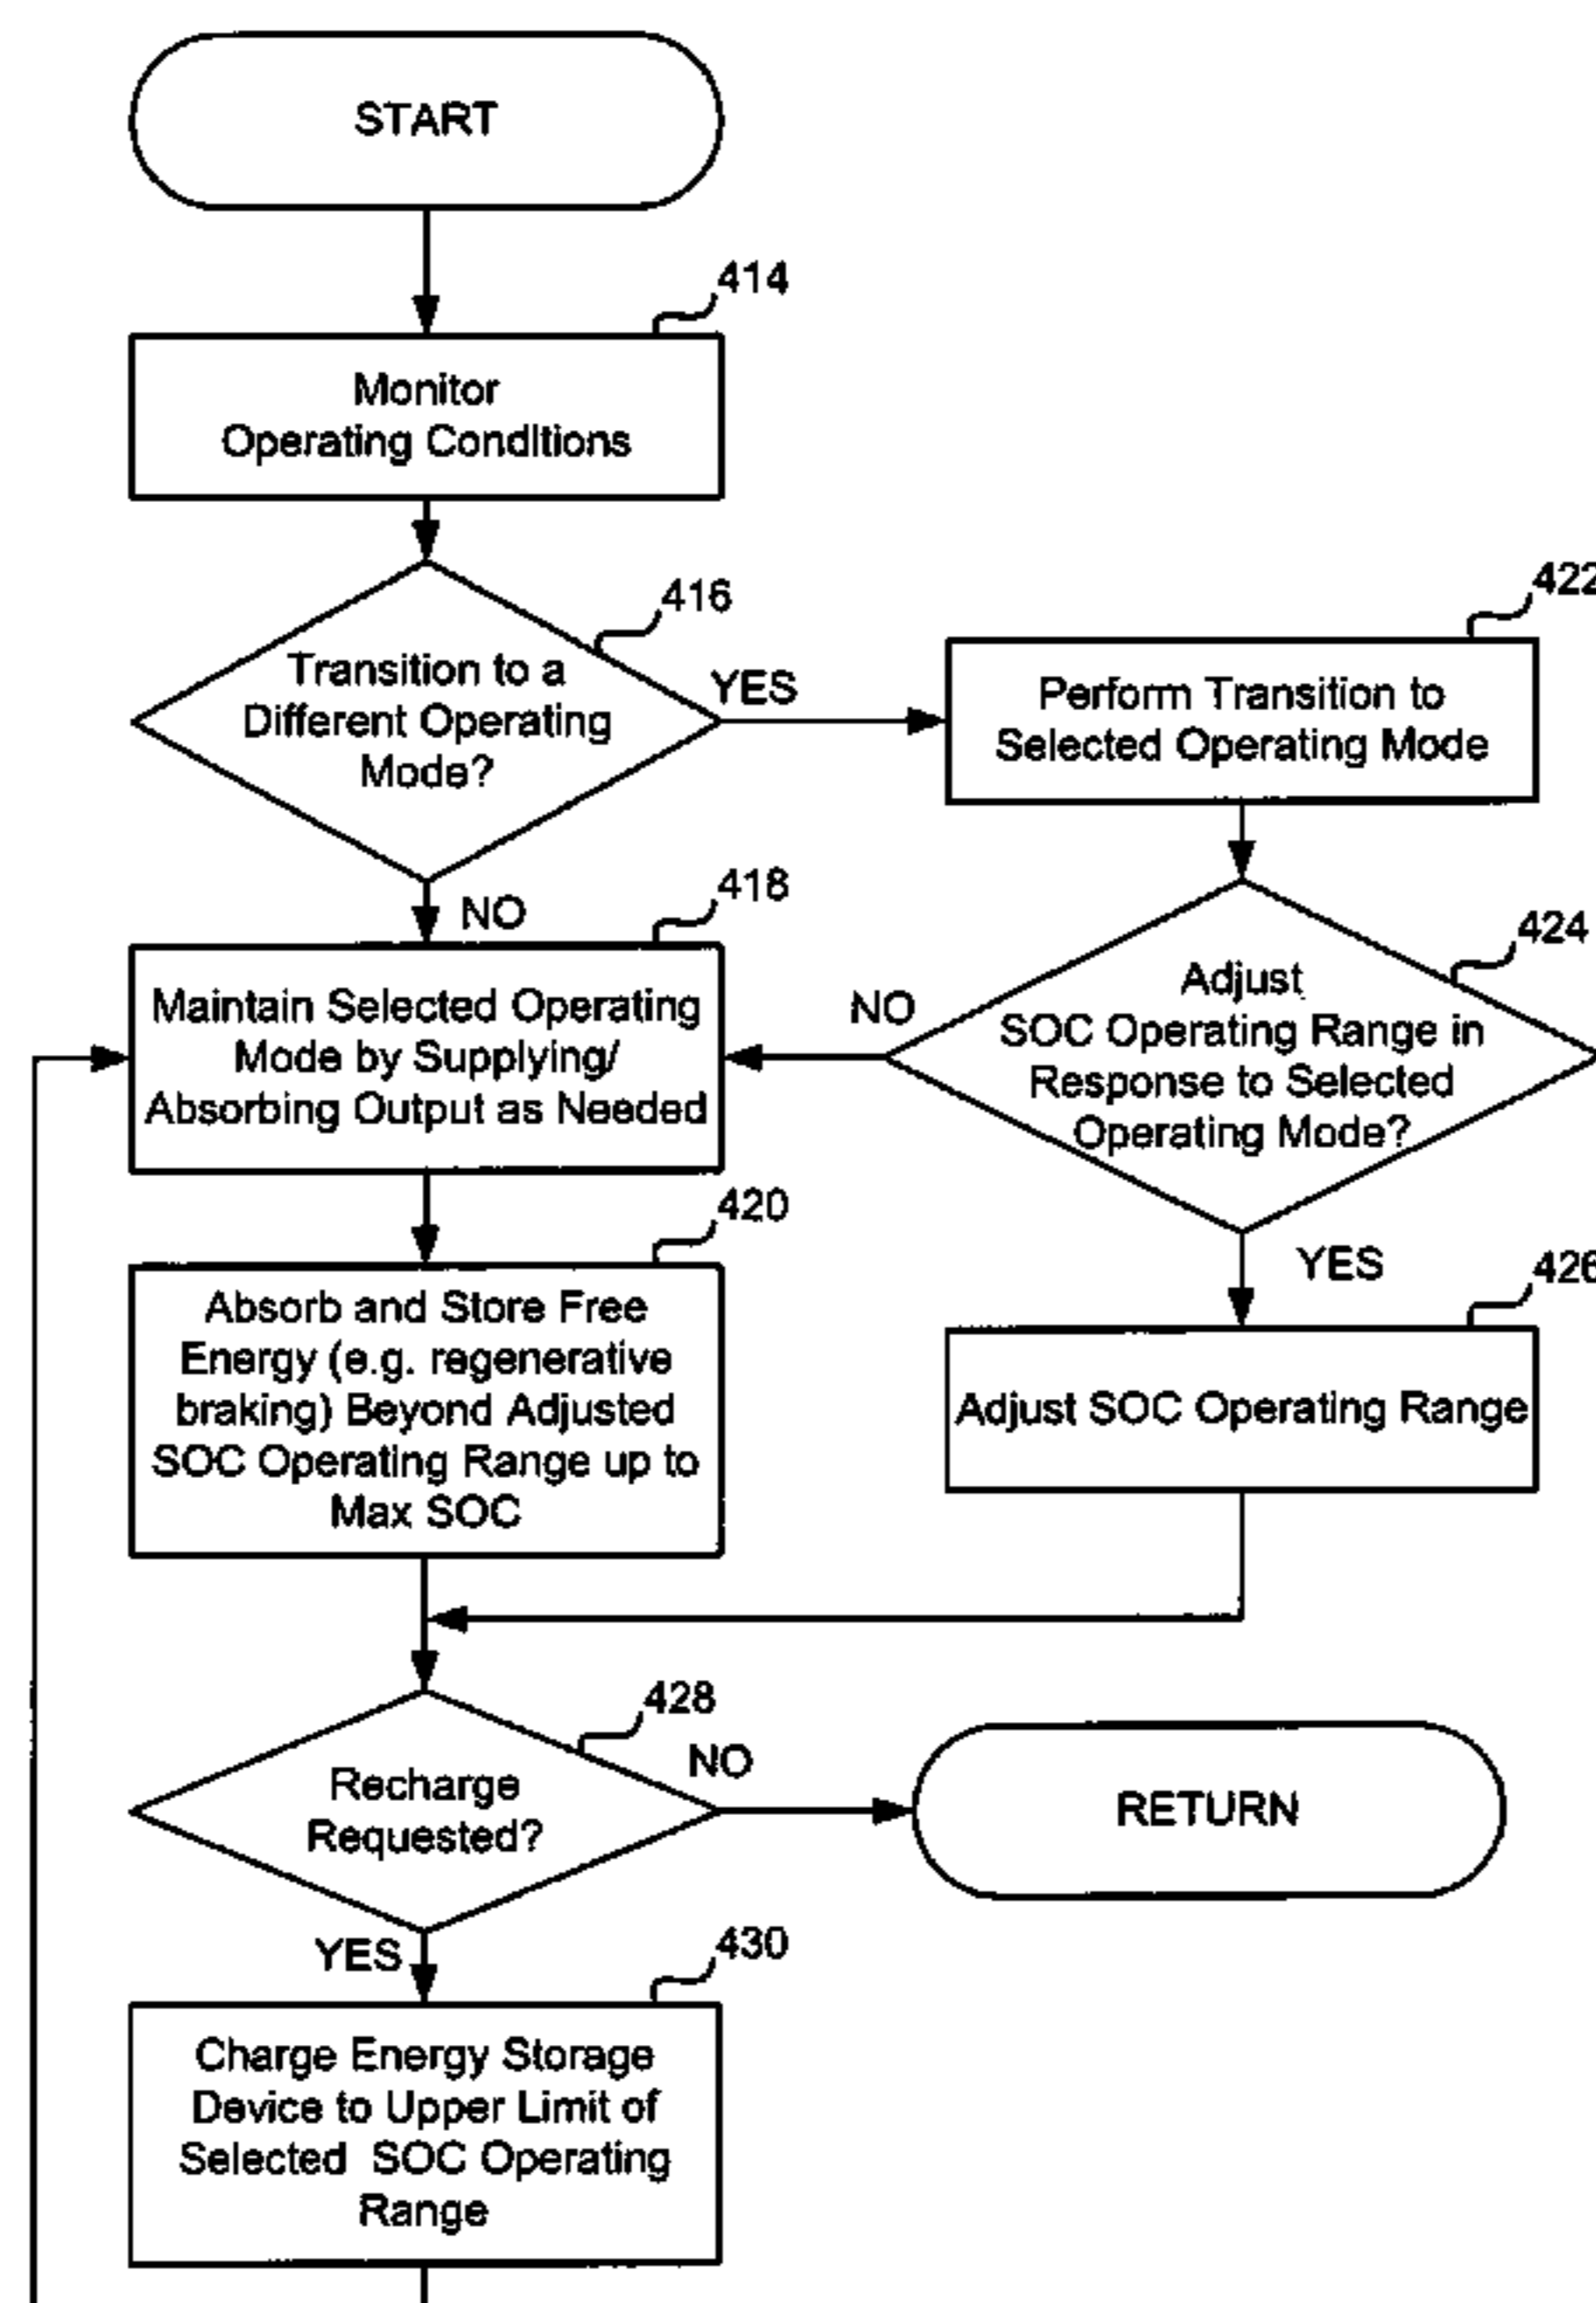 START
414
Monitor
Operating Conditions
416
Transition to a
Different Operating
Mode?
YES
NO
422
Perform Transition to
Selected Operating Mode
418
Maintain Selected Operating
Mode by Supplying/
Absorbing Output as Needed
424
Adjust
SOC Operating Range in
Response to Selected
Operating Mode?
NO
YES
420
Absorb and Store Free
Energy (e.g. regenerative
braking) Beyond Adjusted
SOC Operating Range up to
Max SOC
426
Adjust SOC Operating Range
428
Recharge
Requested?
NO
RETURN
YES
430
Charge Energy Storage
Device to Upper Limit of
Selected SOC Operating
Range